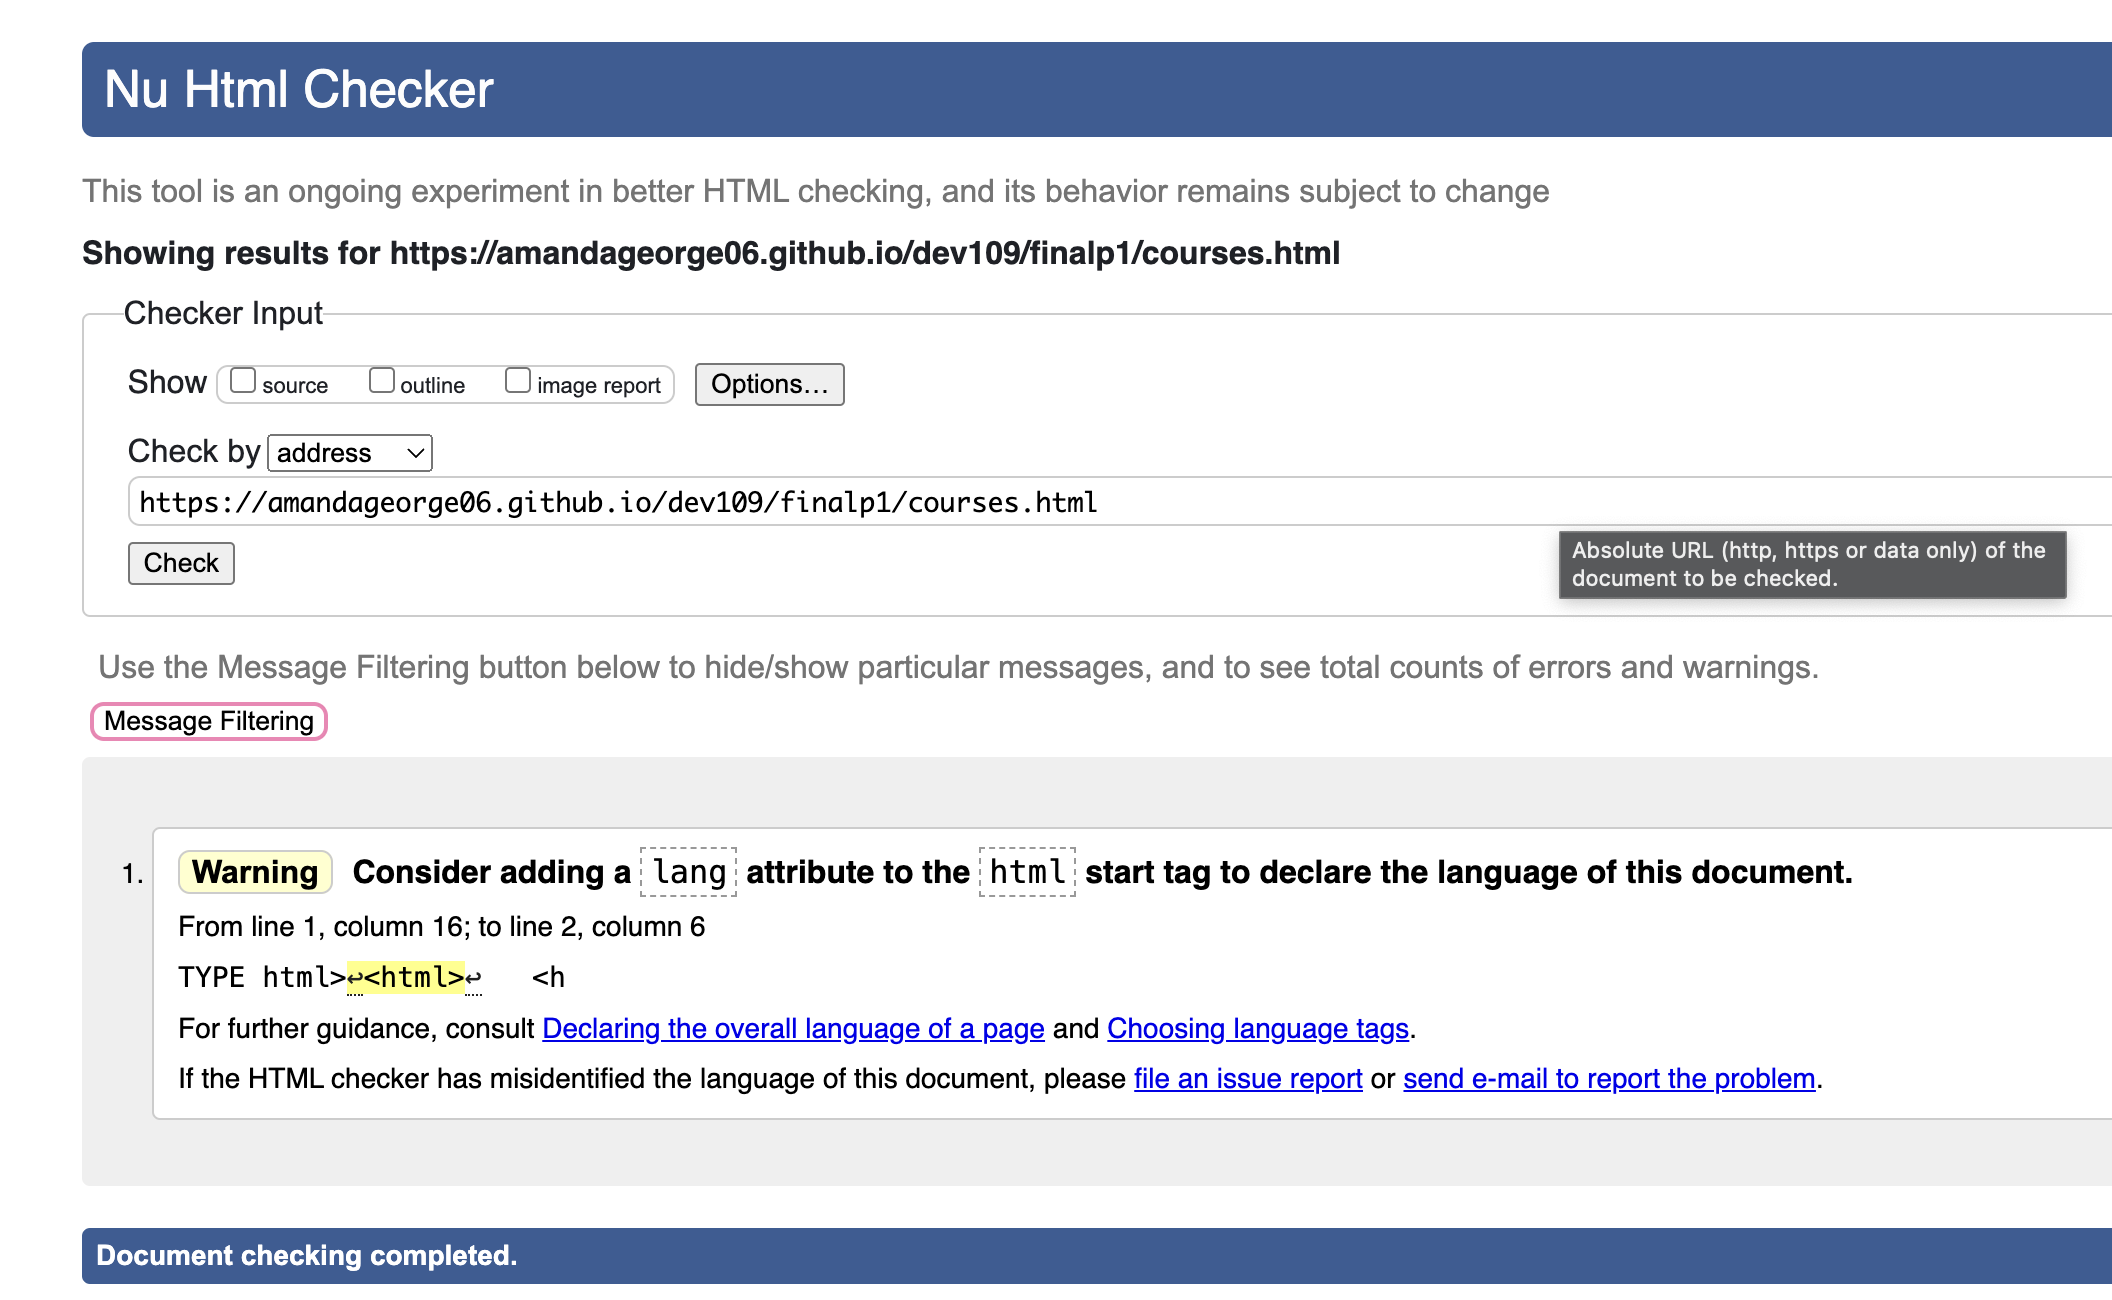 Nu Html Checker
This tool is an ongoing experiment in better HTML checking, and its behavior remains subject to change
Showing results for https://amandageorge06.github.io/dev109/finalp1/courses.html
Checker Input
Show source outline image report Options...
Check by address
https://amandageorge06.github.io/dev109/finalp1/courses.html
Absolute URL (http, https or data only) of the
document to be checked.
Check
Use the Message Filtering button below to hide/show particular messages, and to see total counts of errors and warnings.
Message Filtering
1. Warning Consider adding a lang attribute to the html start tag to declare the language of this document.
From line 1, column 16; to line 2, column 6
TYPE html>↩<html>↩   <h
For further guidance, consult Declaring the overall language of a page and Choosing language tags.
If the HTML checker has misidentified the language of this document, please file an issue report or send e-mail to report the problem.
Document checking completed.